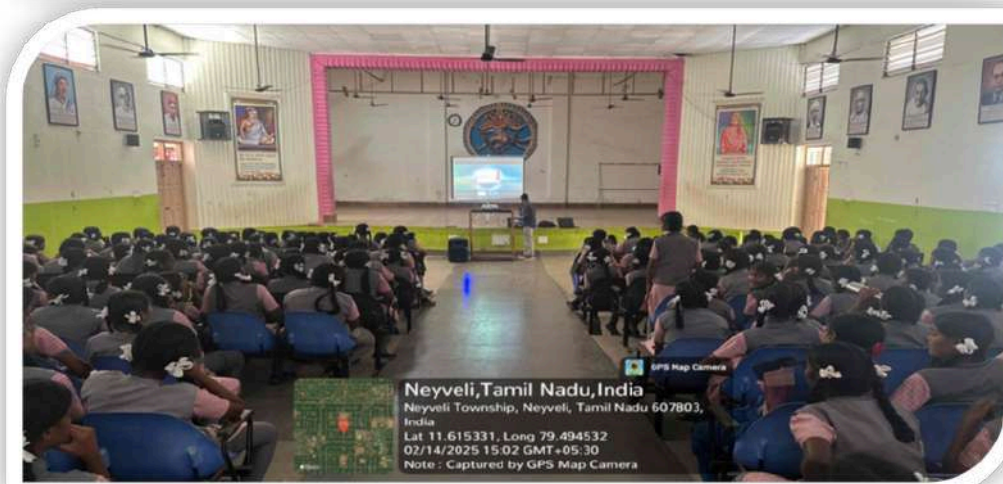 GPS Map Camera
Neyveli,Tamil Nadu,India
Neyveli Township, Neyveli, Tamil Nadu 607803,
India
Lat 11.615331, Long 79.494532
02/14/2025 15:02 GMT+05:30
Note : Captured by GPS Map Camera